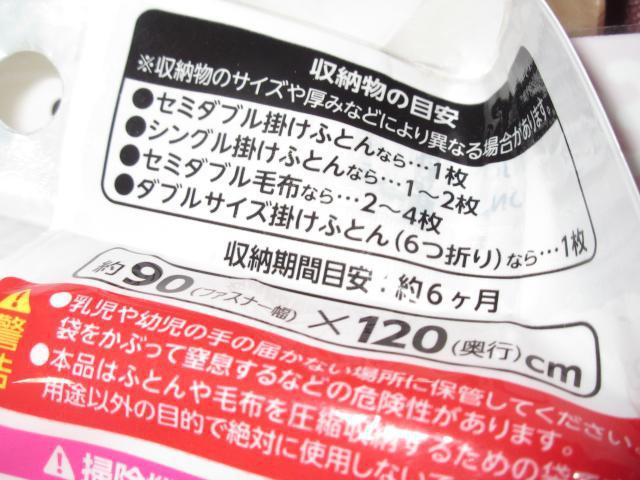 収納物の目安
※収納物のサイズや厚みなどにより異なる場合があります。
●セミダブル掛けふとんなら…1枚
●シングル掛けふとんなら…1〜2枚
●セミダブル毛布なら…2〜4枚
●ダブルサイズ掛けふとん(6つ折り)なら…1枚
収納期間目安：約6ヶ月
約90(ファスナー幅)×120(奥行)cm
警告
●乳児や幼児の手の届かない場所に保管してください。
袋をかぶって窒息するなどの危険性があります。
●本品はふとんや毛布を圧縮収納するための袋で
用途以外の目的で絶対に使用しないで
掃除機